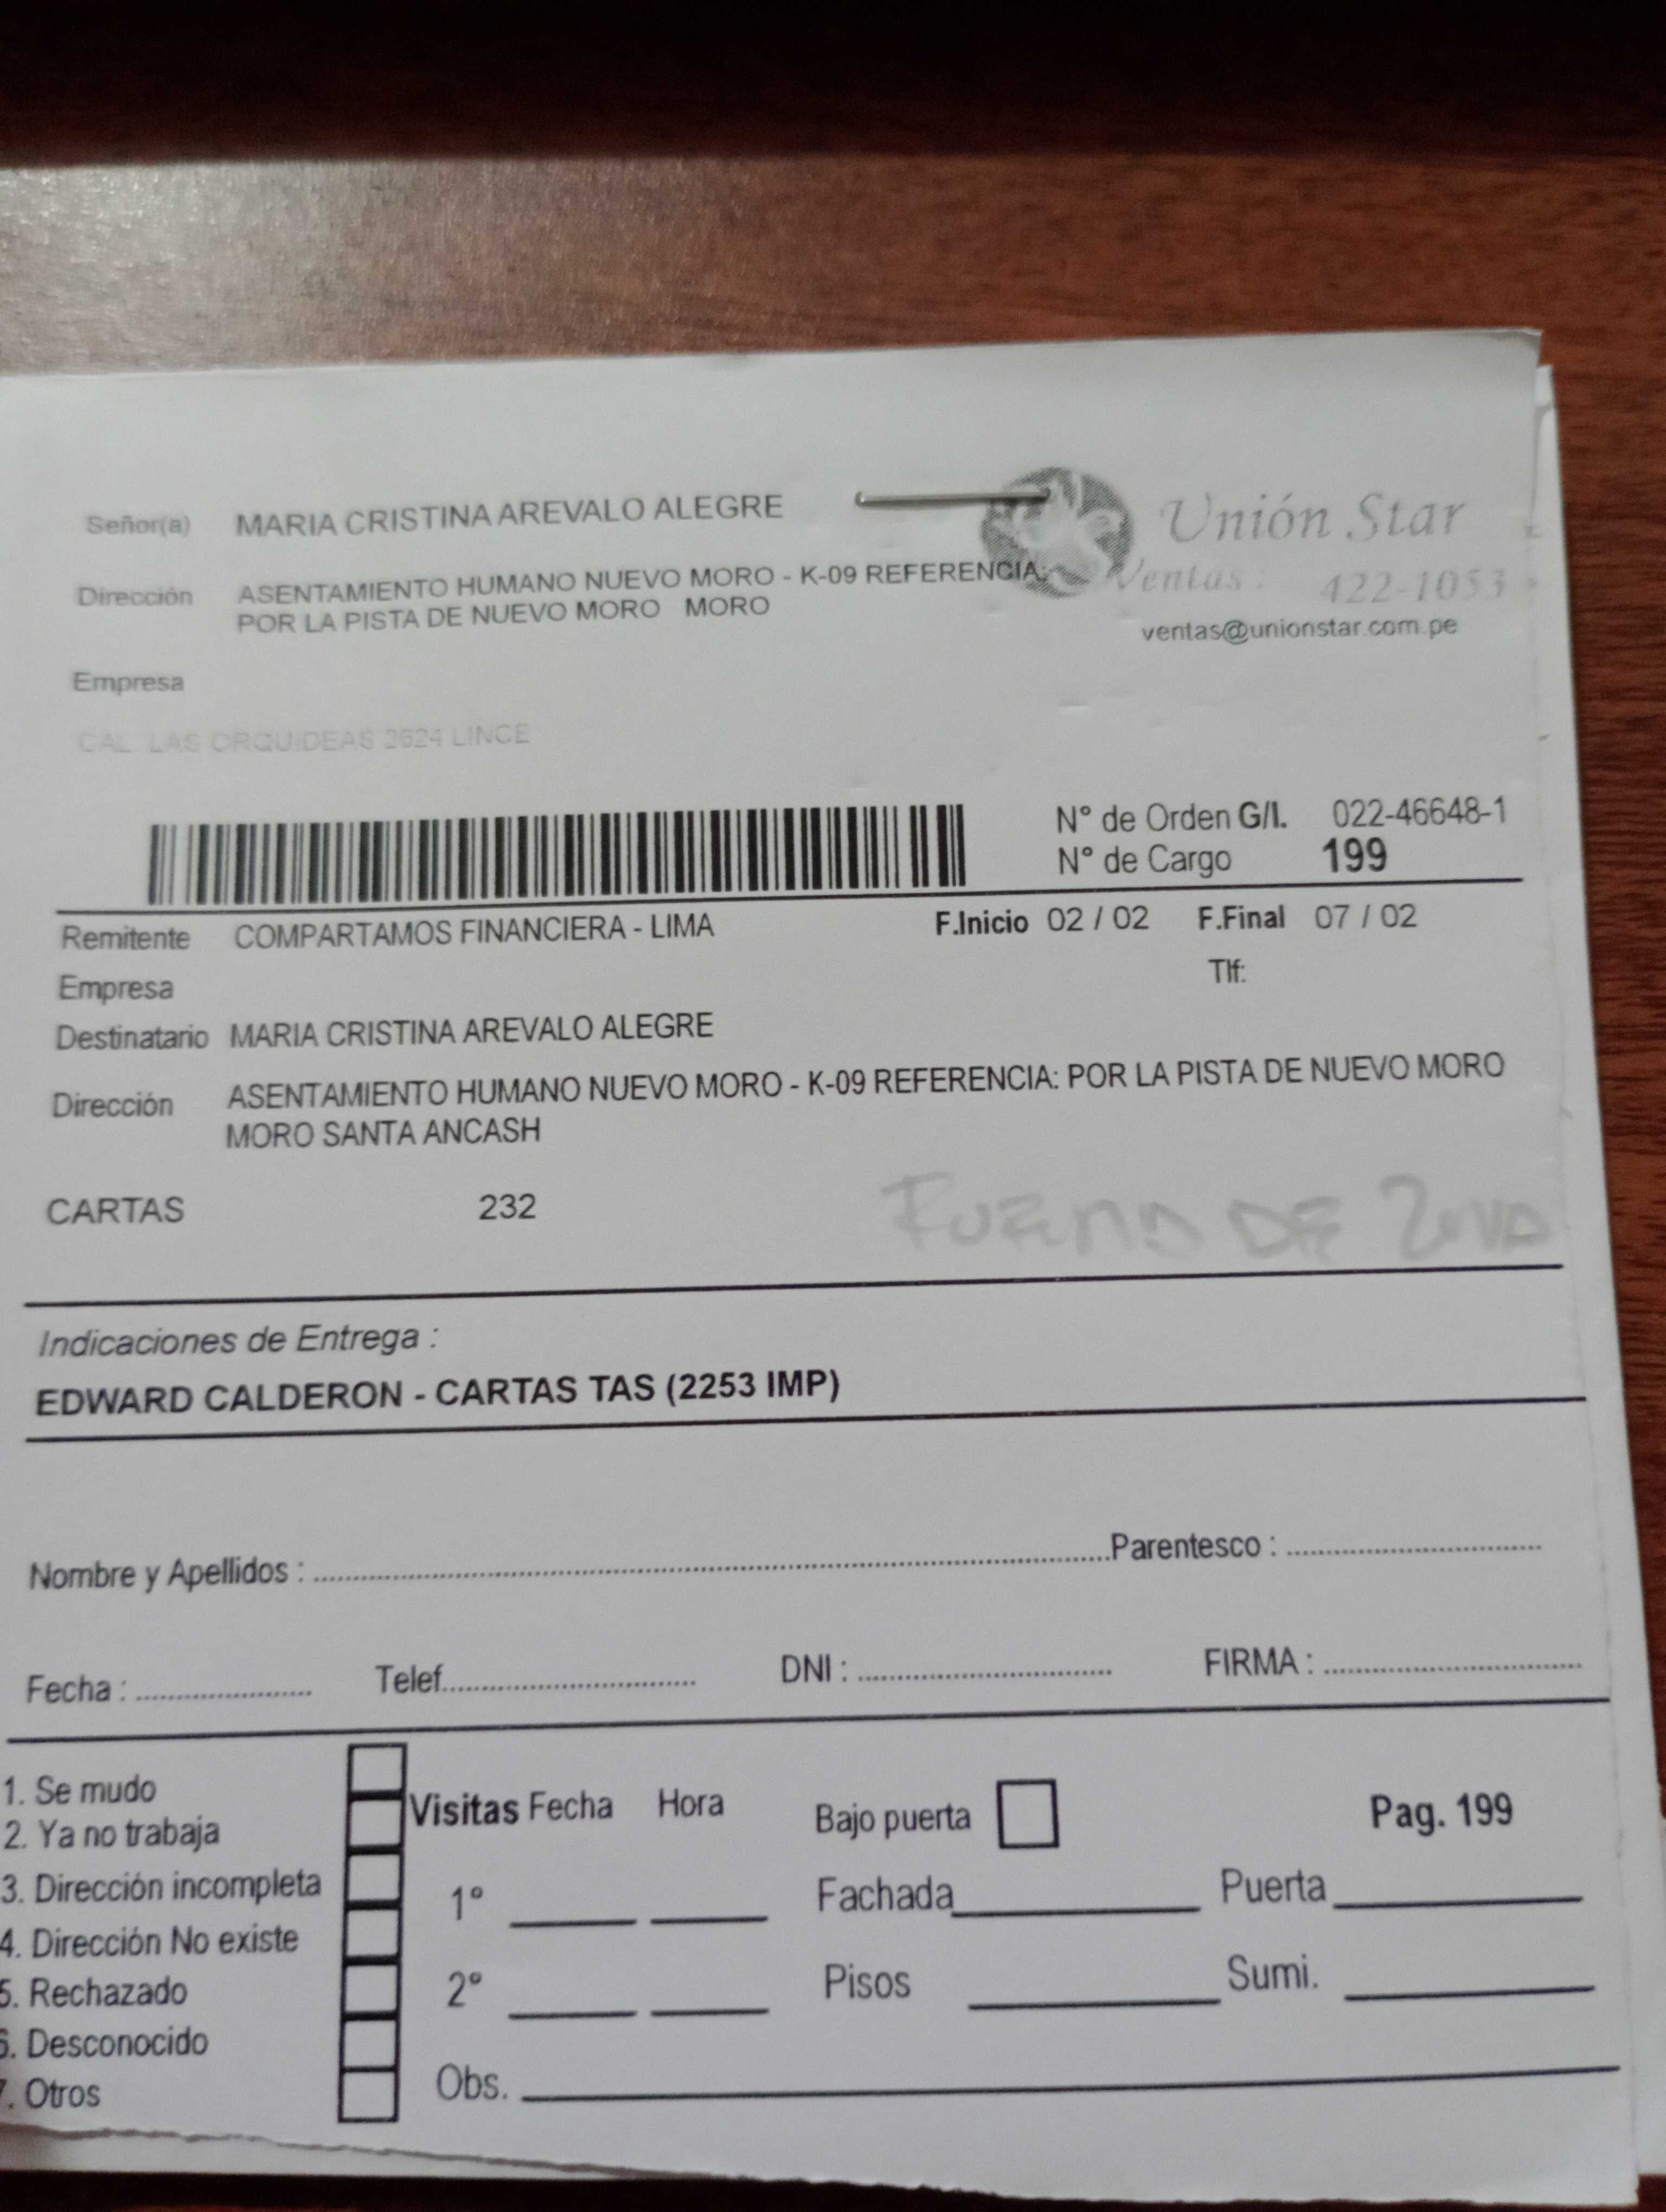 Señor(a) MARIA CRISTINA AREVALO ALEGRE
Unión Star
Dirección ASENTAMIENTO HUMANO NUEVO MORO - K-09 REFERENCIA:
POR LA PISTA DE NUEVO MORO MORO
Ventas : 422-1053
ventas@unionstar.com.pe
Empresa
CAL LAS ORQUIDEAS 2624 LINCE
N° de Orden G/I. 022-46648-1
N° de Cargo 199
Remitente COMPARTAMOS FINANCIERA - LIMA F.Inicio 02 / 02 F.Final 07 / 02
Empresa Tlf:
Destinatario MARIA CRISTINA AREVALO ALEGRE
Dirección ASENTAMIENTO HUMANO NUEVO MORO - K-09 REFERENCIA: POR LA PISTA DE NUEVO MORO
MORO SANTA ANCASH
CARTAS 232 FUERA DE ZONA
Indicaciones de Entrega :
EDWARD CALDERON - CARTAS TAS (2253 IMP)
Nombre y Apellidos : Parentesco :
Fecha : Telef. DNI : FIRMA :
1. Se mudo
2. Ya no trabaja
3. Dirección incompleta
4. Dirección No existe
5. Rechazado
6. Desconocido
7. Otros
Visitas Fecha Hora
1°
2°
Obs.
Bajo puerta Pag. 199
Fachada Puerta
Pisos Sumi.